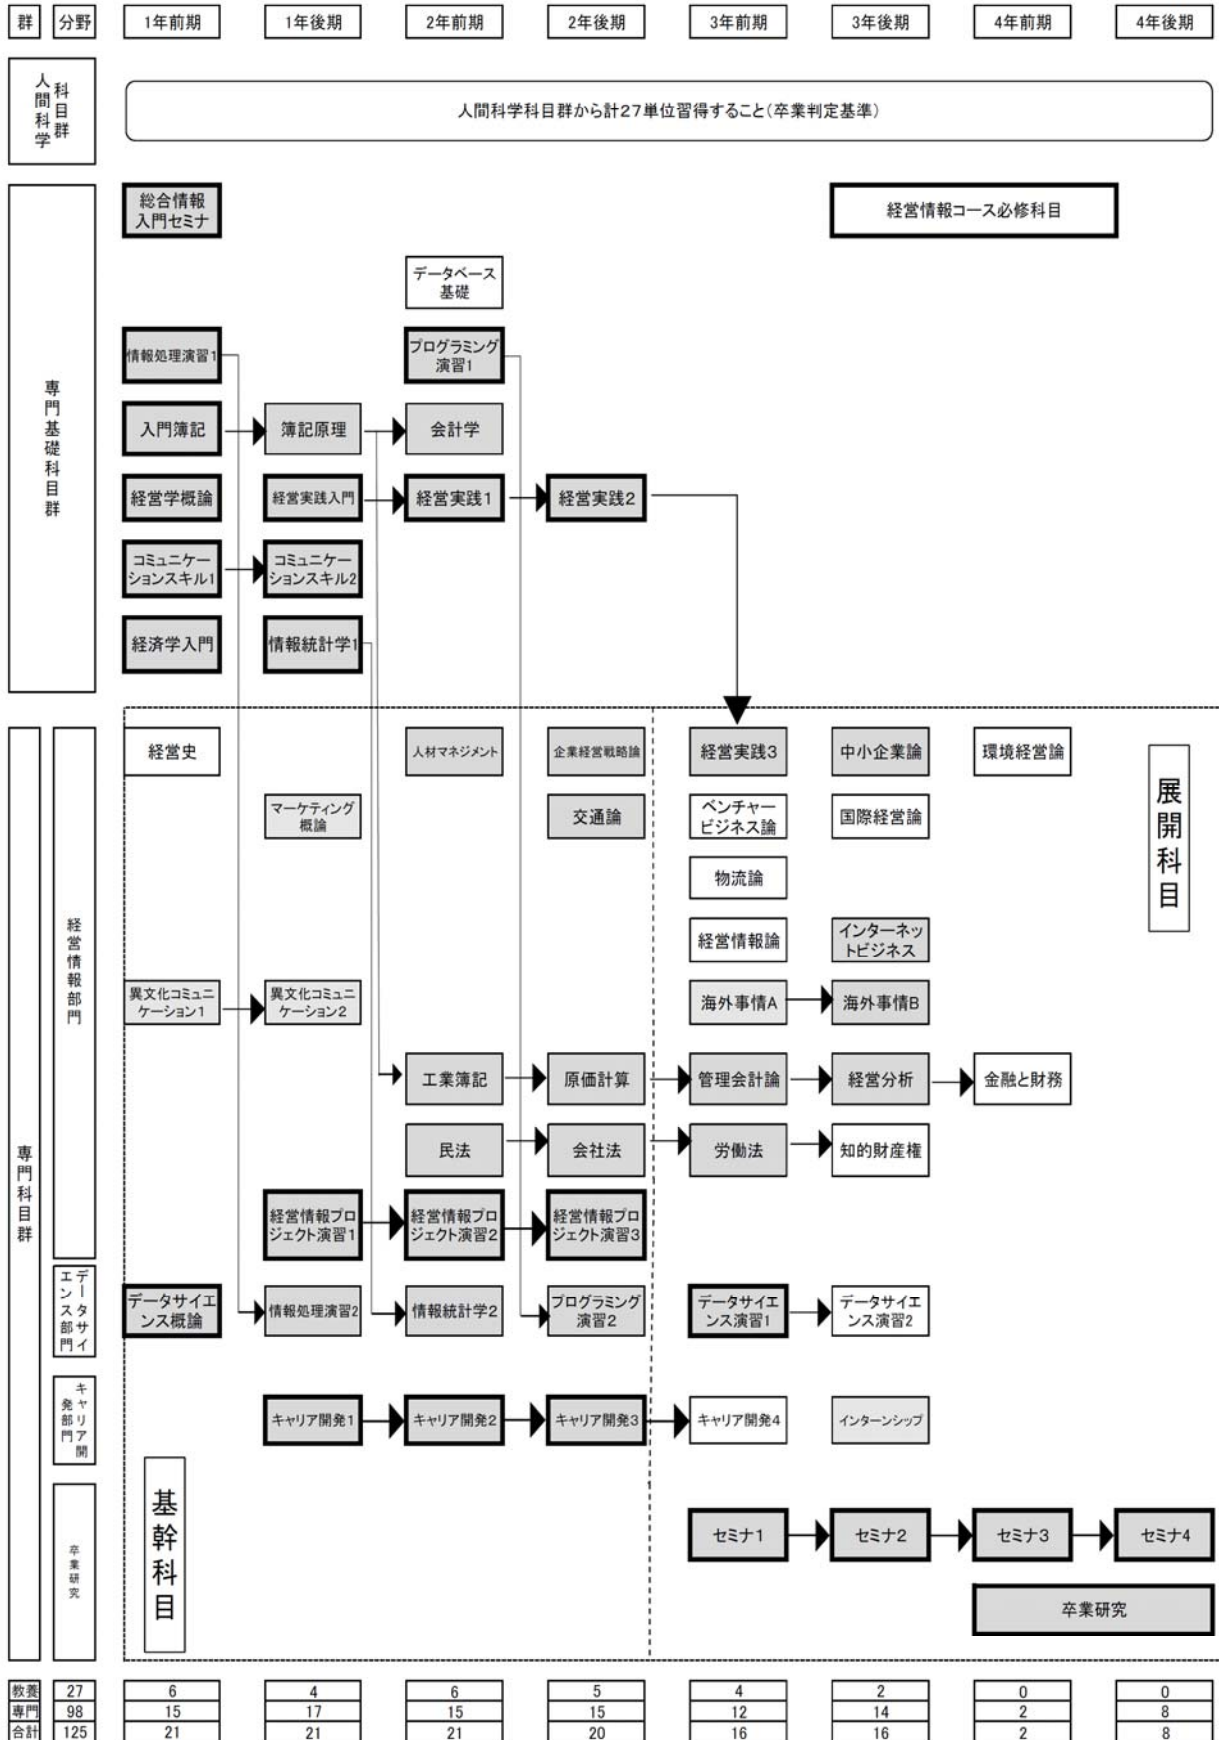 群 分野 1年前期 1年後期 2年前期 2年後期 3年前期 3年後期 4年前期 4年後期
人間科学
科目群
人間科学科目群から計27単位習得すること(卒業判定基準)
専門基礎科目群
総合情報
入門セミナ
経営情報コース必修科目
データベース
基礎
情報処理演習1
プログラミング
演習1
入門簿記
簿記原理
会計学
経営学概論
経営実践入門
経営実践1
経営実践2
コミュニケー
ションスキル1
コミュニケー
ションスキル2
経済学入門
情報統計学1
専門科目群
経営情報部門
経営史
人材マネジメント
企業経営戦略論
経営実践3
中小企業論
環境経営論
展開科目
マーケティング
概論
交通論
ベンチャー
ビジネス論
国際経営論
物流論
経営情報論
インターネッ
トビジネス
異文化コミュニ
ケーション1
異文化コミュニ
ケーション2
海外事情A
海外事情B
工業簿記
原価計算
管理会計論
経営分析
金融と財務
民法
会社法
労働法
知的財産権
経営情報プロ
ジェクト演習1
経営情報プロ
ジェクト演習2
経営情報プロ
ジェクト演習3
データサイ
エンス部門
データサイエ
ンス概論
情報処理演習2
情報統計学2
プログラミング
演習2
データサイエ
ンス演習1
データサイエ
ンス演習2
キャリア開
発部門
キャリア開発1
キャリア開発2
キャリア開発3
キャリア開発4
インターンシップ
基幹科目
卒業研究
セミナ1
セミナ2
セミナ3
セミナ4
卒業研究
教養 27 6 4 6 5 4 2 0 0
専門 98 15 17 15 15 12 14 2 8
合計 125 21 21 21 20 16 16 2 8